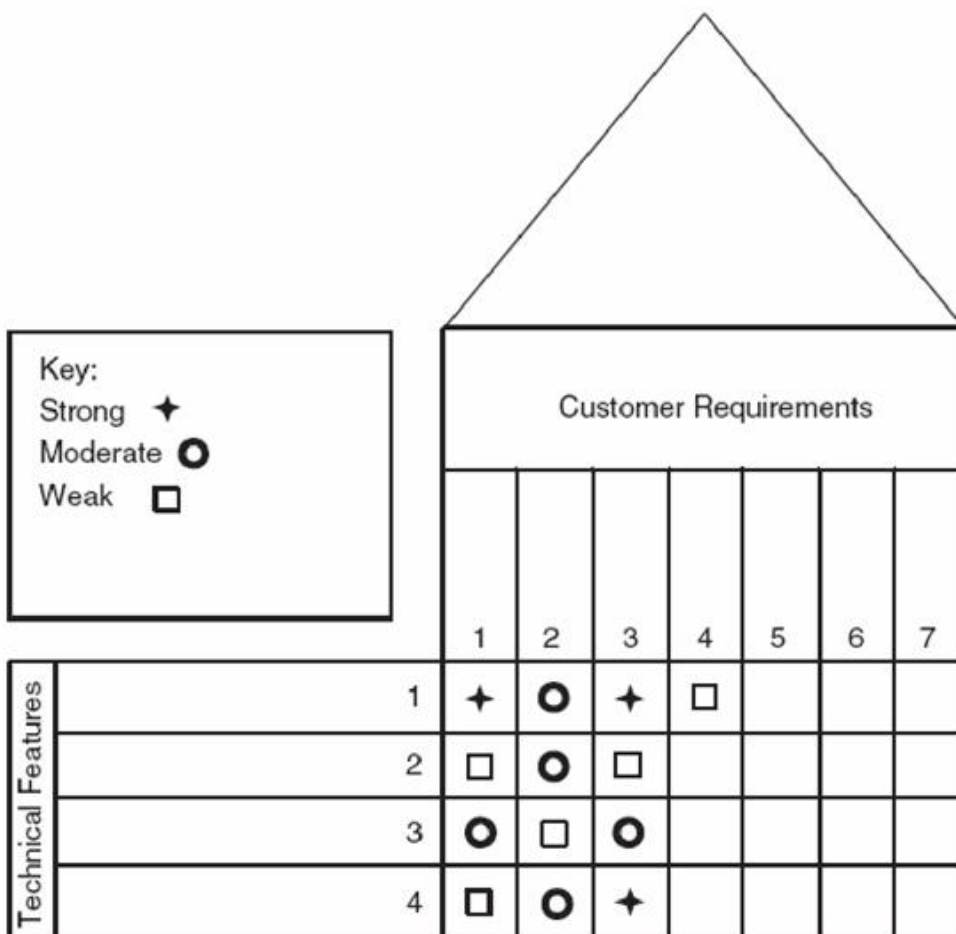 Key:
Strong
Moderate
Weak
Customer Requirements
1 2 3 4 5 6 7
Technical Features
1
2
3
4